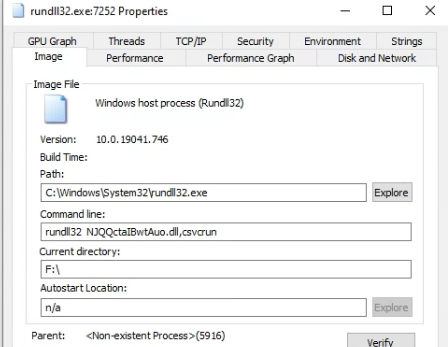 rundll32.exe:7252 Properties
GPU Graph Threads TCP/IP Security Environment Strings
Image Performance Performance Graph Disk and Network
Image File
Windows host process (Rundll32)
Version: 10.0.19041.746
Build Time:
Path:
C:\Windows\System32\rundll32.exe Explore
Command line:
rundll32 NJQQctaIBwtAuo.dll,csvcrun
Current directory:
F:\
Autostart Location:
n/a Explore
Parent: <Non-existent Process>(5916)
Verify